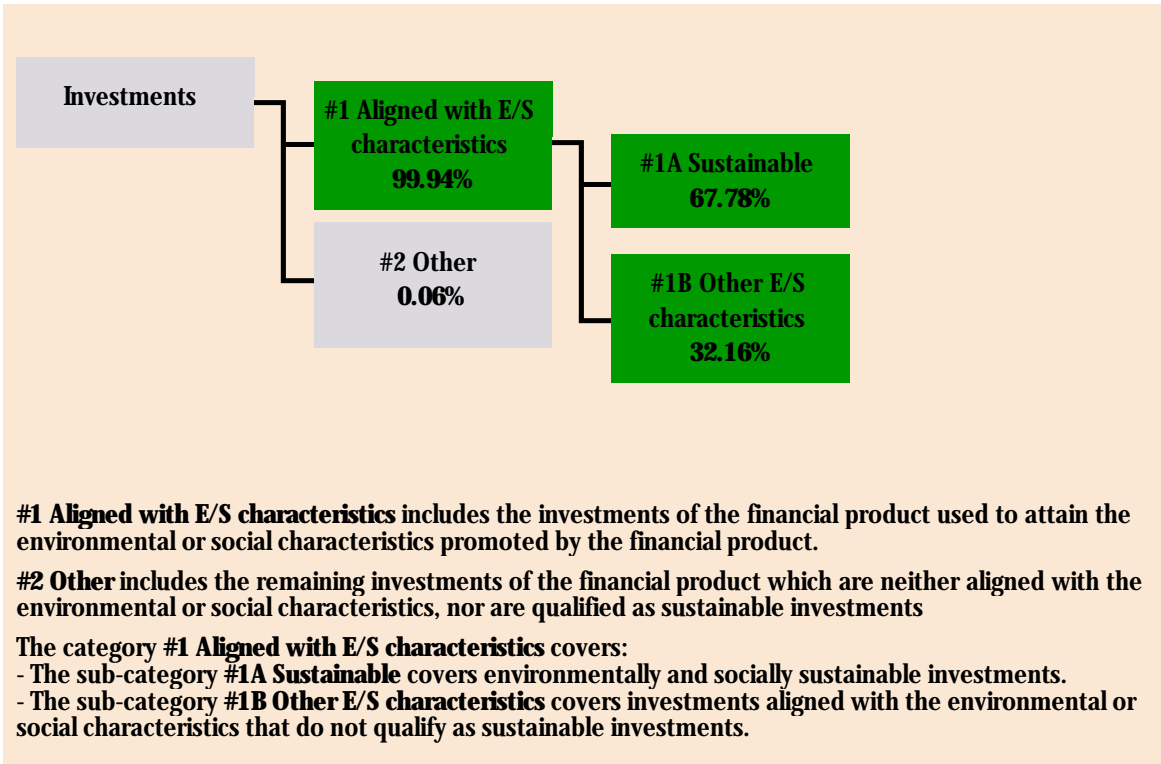 Investments
#1 Aligned with E/S
characteristics
99.94%
#2 Other
0.06%
#1A Sustainable
67.78%
#1B Other E/S
characteristics
32.16%
#1 Aligned with E/S characteristics includes the investments of the financial product used to attain the
environmental or social characteristics promoted by the financial product.
#2 Other includes the remaining investments of the financial product which are neither aligned with the
environmental or social characteristics, nor are qualified as sustainable investments
The category #1 Aligned with E/S characteristics covers:
- The sub-category #1A Sustainable covers environmentally and socially sustainable investments.
- The sub-category #1B Other E/S characteristics covers investments aligned with the environmental or
social characteristics that do not qualify as sustainable investments.